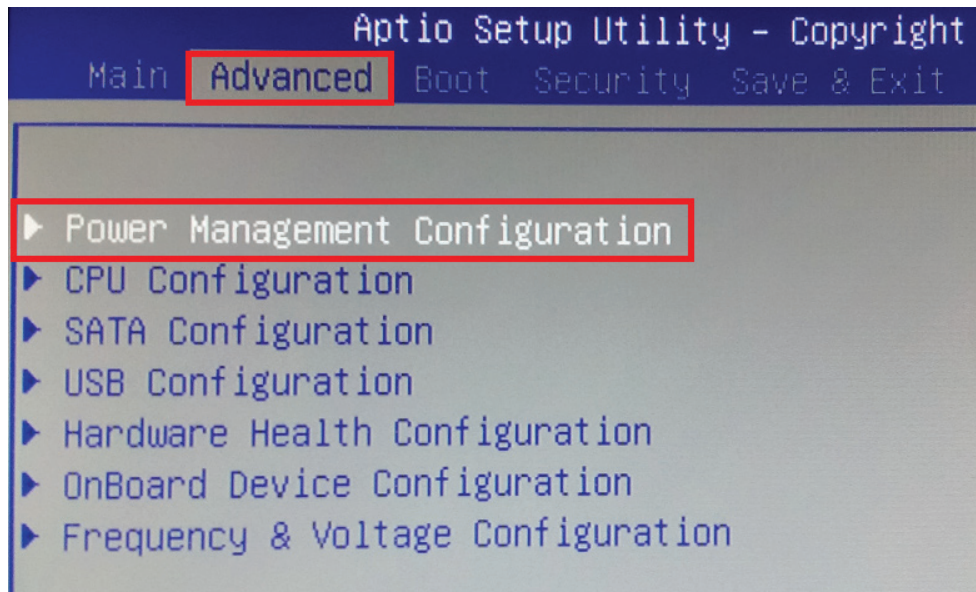 Aptio Setup Utility - Copyright
Main Advanced Boot Security Save & Exit
Power Management Configuration
CPU Configuration
SATA Configuration
USB Configuration
Hardware Health Configuration
OnBoard Device Configuration
Frequency & Voltage Configuration